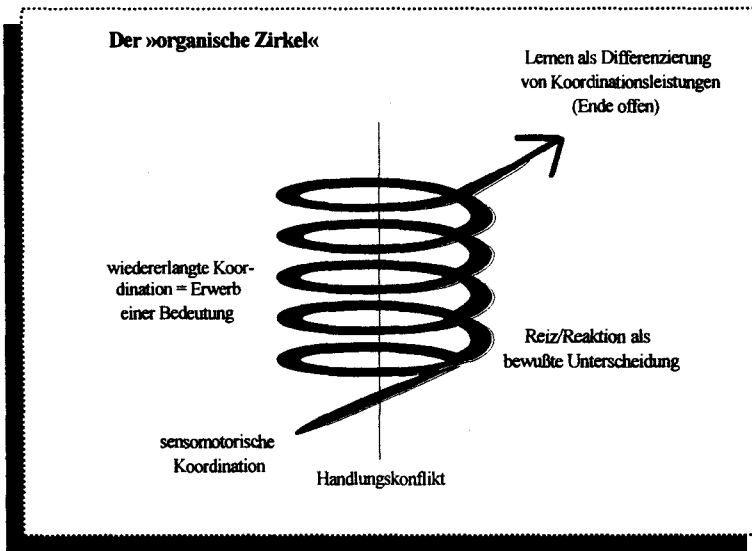 Der »organische Zirkel«
Lernen als Differenzierung
von Koordinationsleistungen
(Ende offen)
wiedererlangte Koor-
dination = Erwerb
einer Bedeutung
Reiz/Reaktion als
bewußte Unterscheidung
sensomotorische
Koordination
Handlungskonflikt